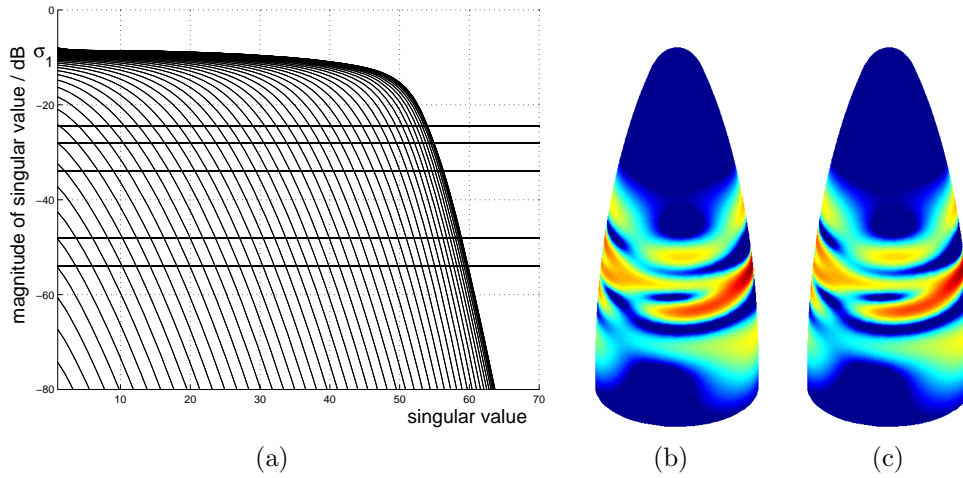 0
σ
1
−20
−40
−60
−80
10
20
30
40
50
60
70
magnitude of singular value / dB
singular value
(a)
(b)
(c)